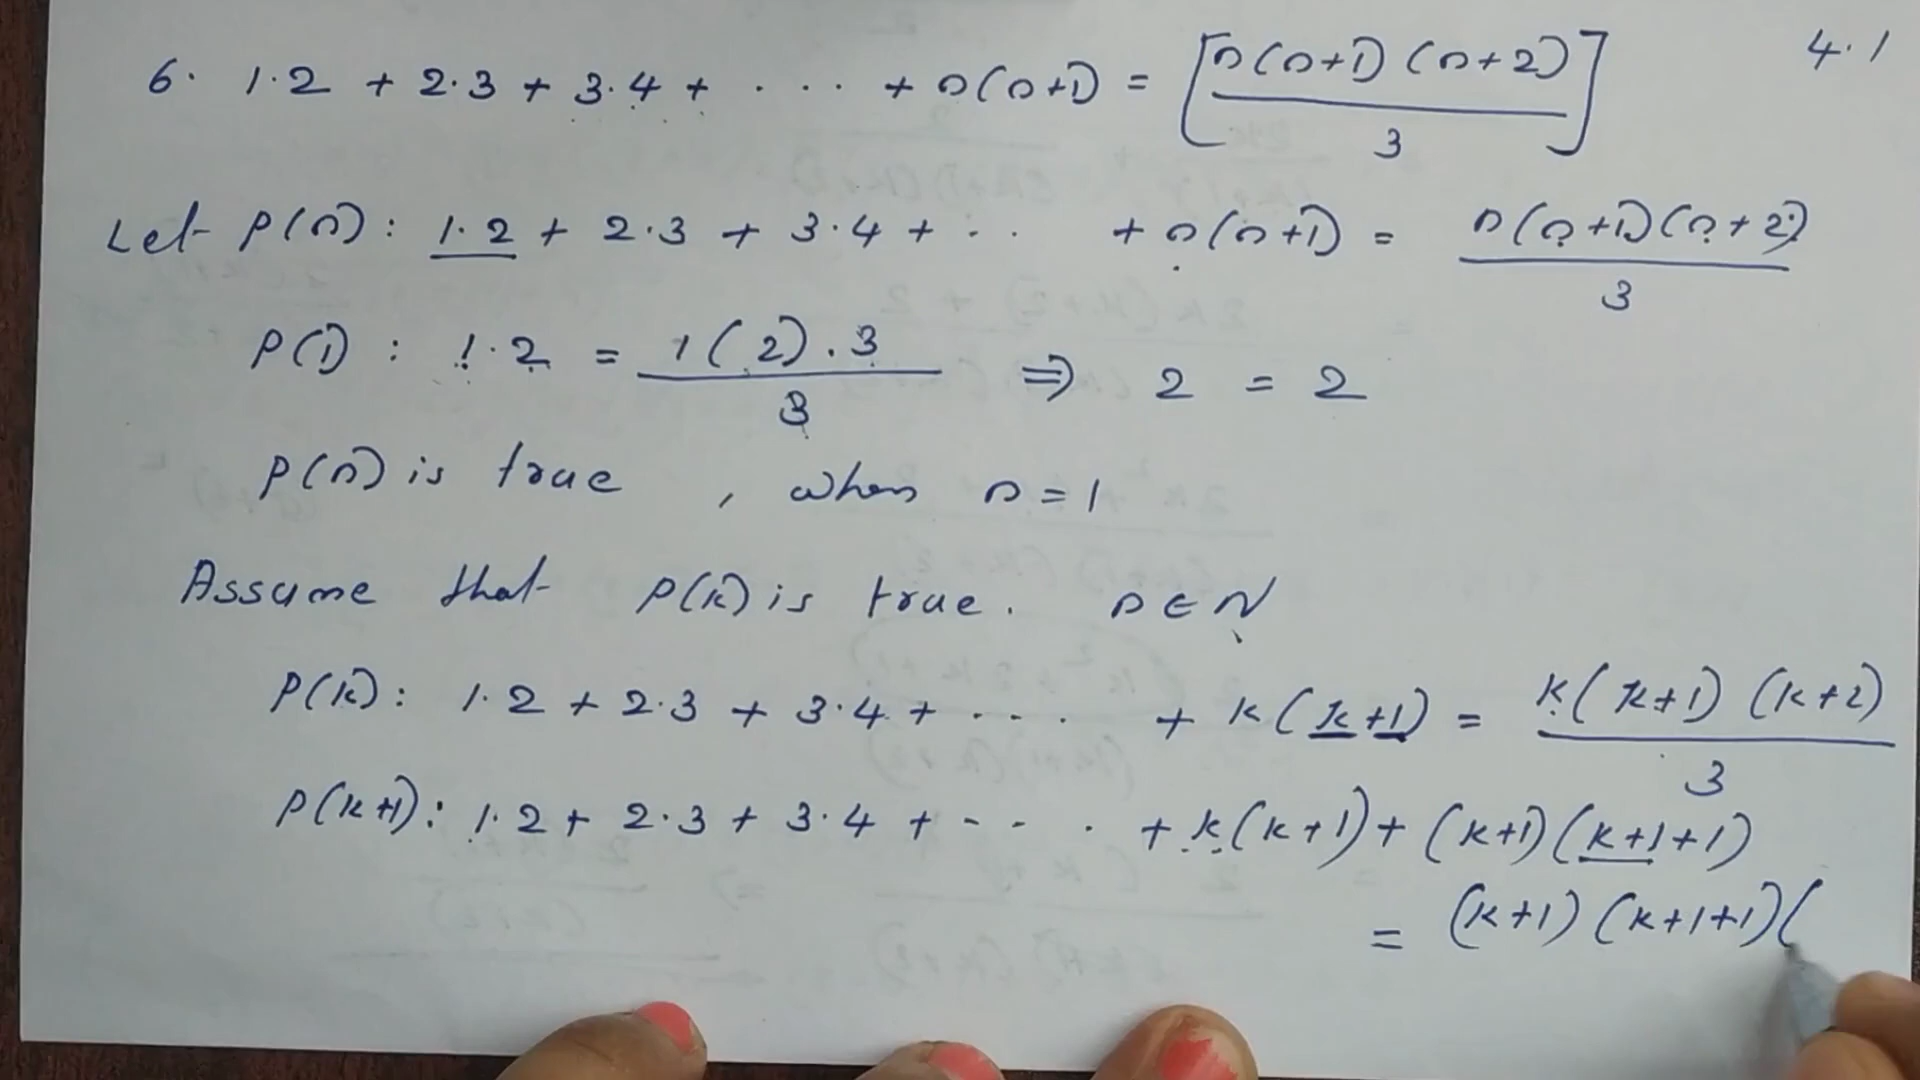 4.1
6. 1.2 + 2.3 + 3.4 + . ... + n(n+1) = [n(n+1)(n+2)/3]
Let P(n): 1.2 + 2.3 + 3.4 + ... + n(n+1) = n(n+1)(n+2)/3
P(1): 1.2 = 1(2).3/3 ⇒ 2 = 2
P(n) is true, when n=1
Assume that P(k) is true. n∈N
P(k): 1.2 + 2.3 + 3.4 + .... + k(k+1) = k(k+1)(k+2)/3
P(k+1): 1.2 + 2.3 + 3.4 + - - . + k(k+1) + (k+1)(k+1+1)
= (k+1)(k+1+1)(